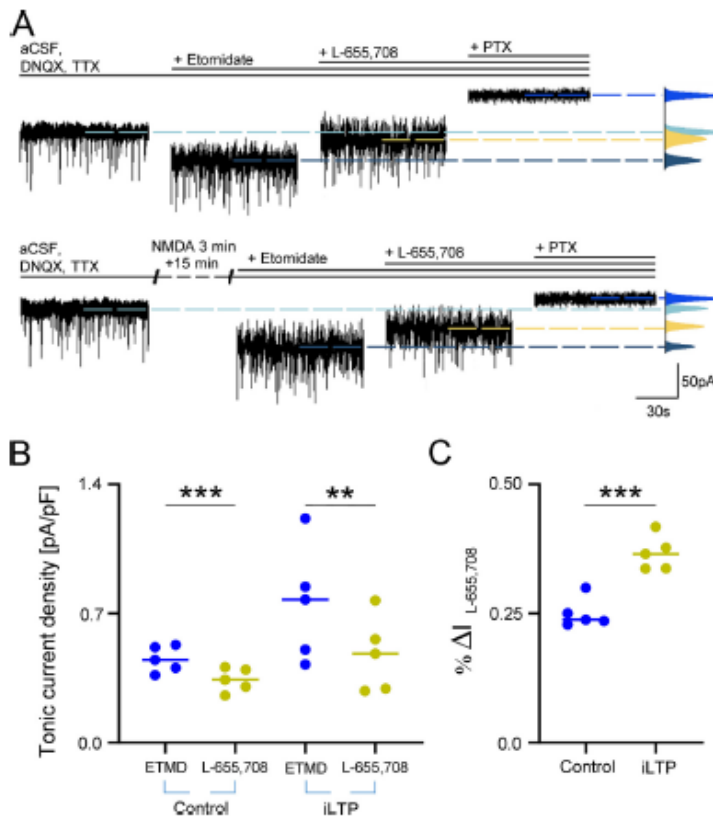 A
aCSF,
DNQX, TTX
+ Etomidate
+ L-655,708
+ PTX
aCSF,
DNQX, TTX
NMDA 3 min
+15 min
+ Etomidate
+ L-655,708
+ PTX
50pA
30s
B
Tonic current density [pA/pF]
1.4
0.7
0.0
***
**
ETMD
L-655,708
ETMD
L-655,708
Control
iLTP
C
% ΔI L-655,708
0.50
0.25
0.00
***
Control
iLTP